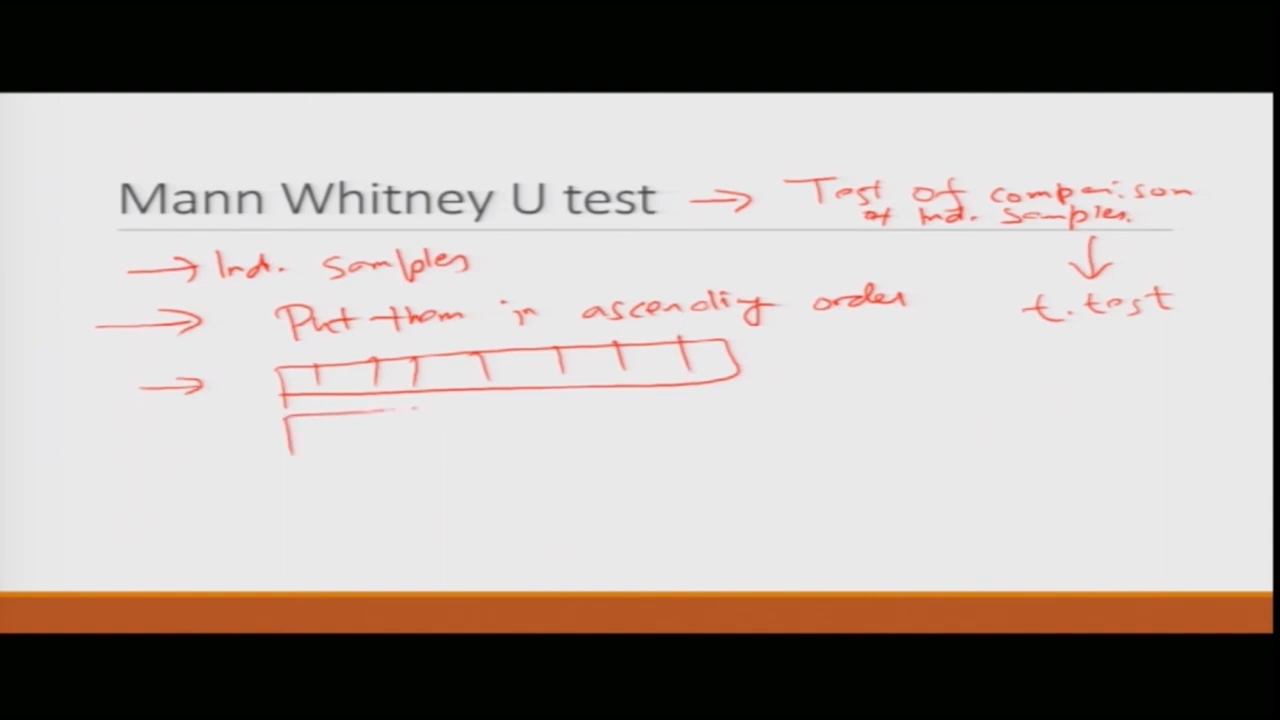 Mann Whitney U test → Test of comparison
of Ind. Samples.
→ Ind. Samples
→ Put them in ascending order
t. test